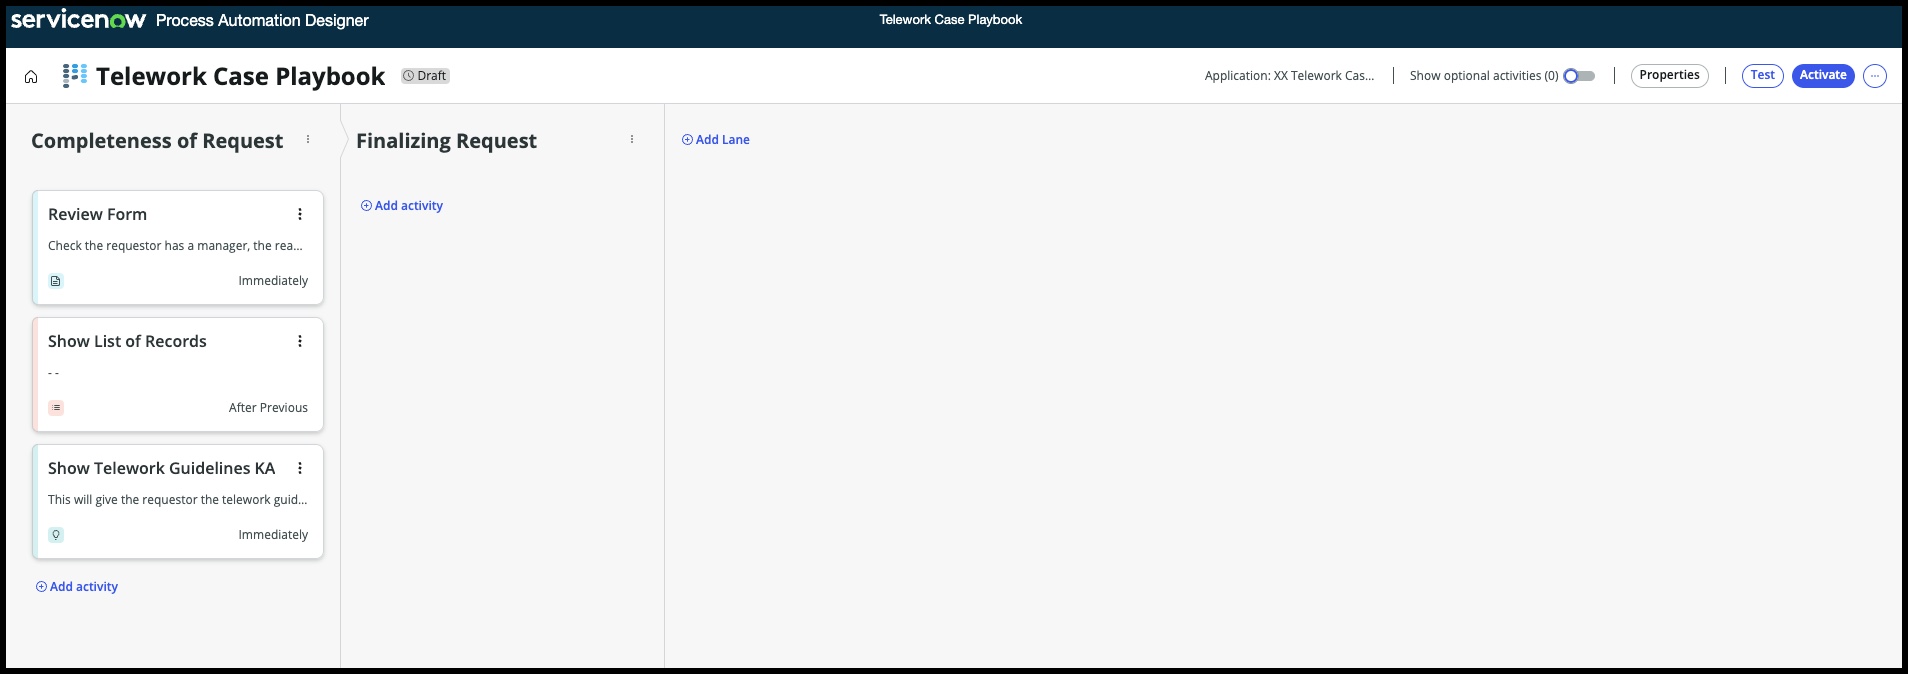 servicenow Process Automation Designer
Telework Case Playbook
Telework Case Playbook
Draft
Application: XX Telework Cas...
Show optional activities (0)
Properties
Test
Activate
...
Completeness of Request
Review Form
Check the requestor has a manager, the rea...
Immediately
Show List of Records
- -
After Previous
Show Telework Guidelines KA
This will give the requestor the telework guid...
Immediately
Add activity
Finalizing Request
Add activity
Add Lane